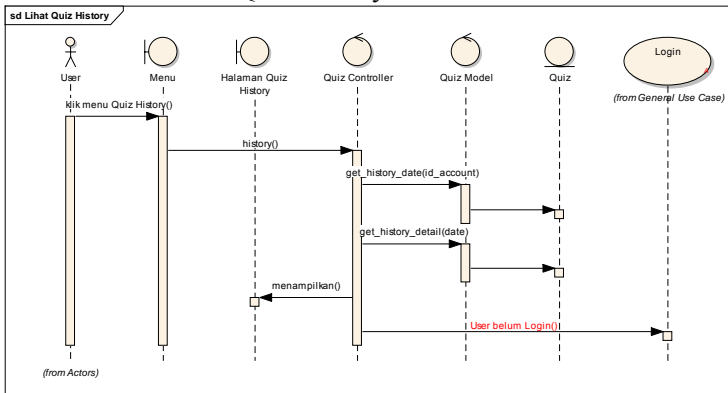 sd Lihat Quiz History
User
Menu
Halaman Quiz
History
Quiz Controller
Quiz Model
Quiz
Login
(from General Use Case)
klik menu Quiz History()
history()
get_history_date(id_account)
get_history_detail(date)
menampilkan()
User belum Login()
(from Actors)